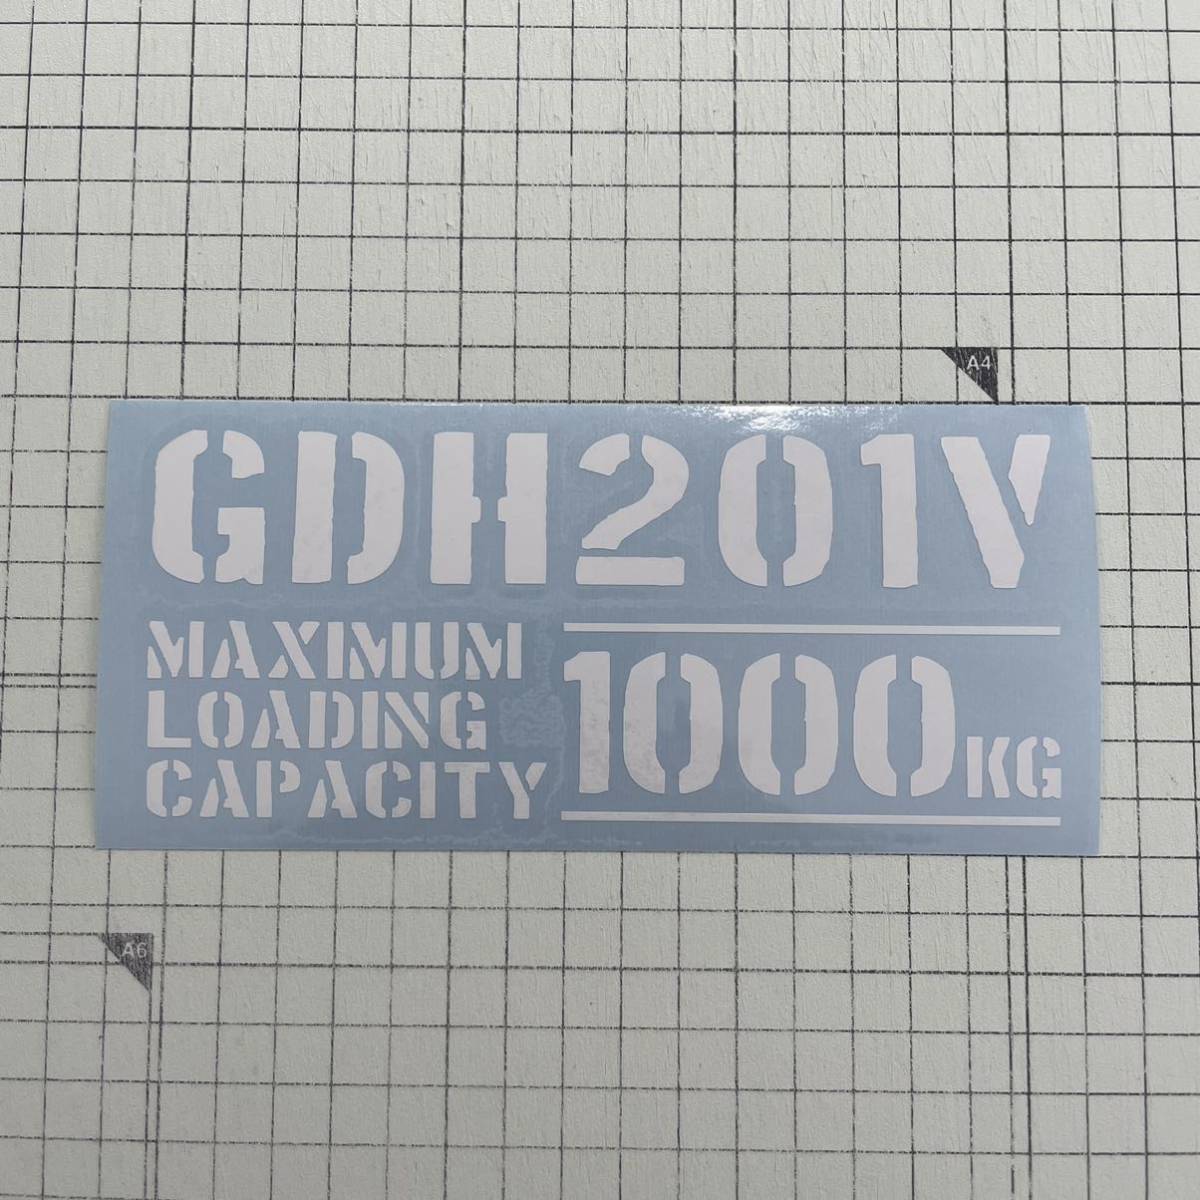 A4
GDH201V
MAXIMUM
LOADING
CAPACITY
1000KG
A6